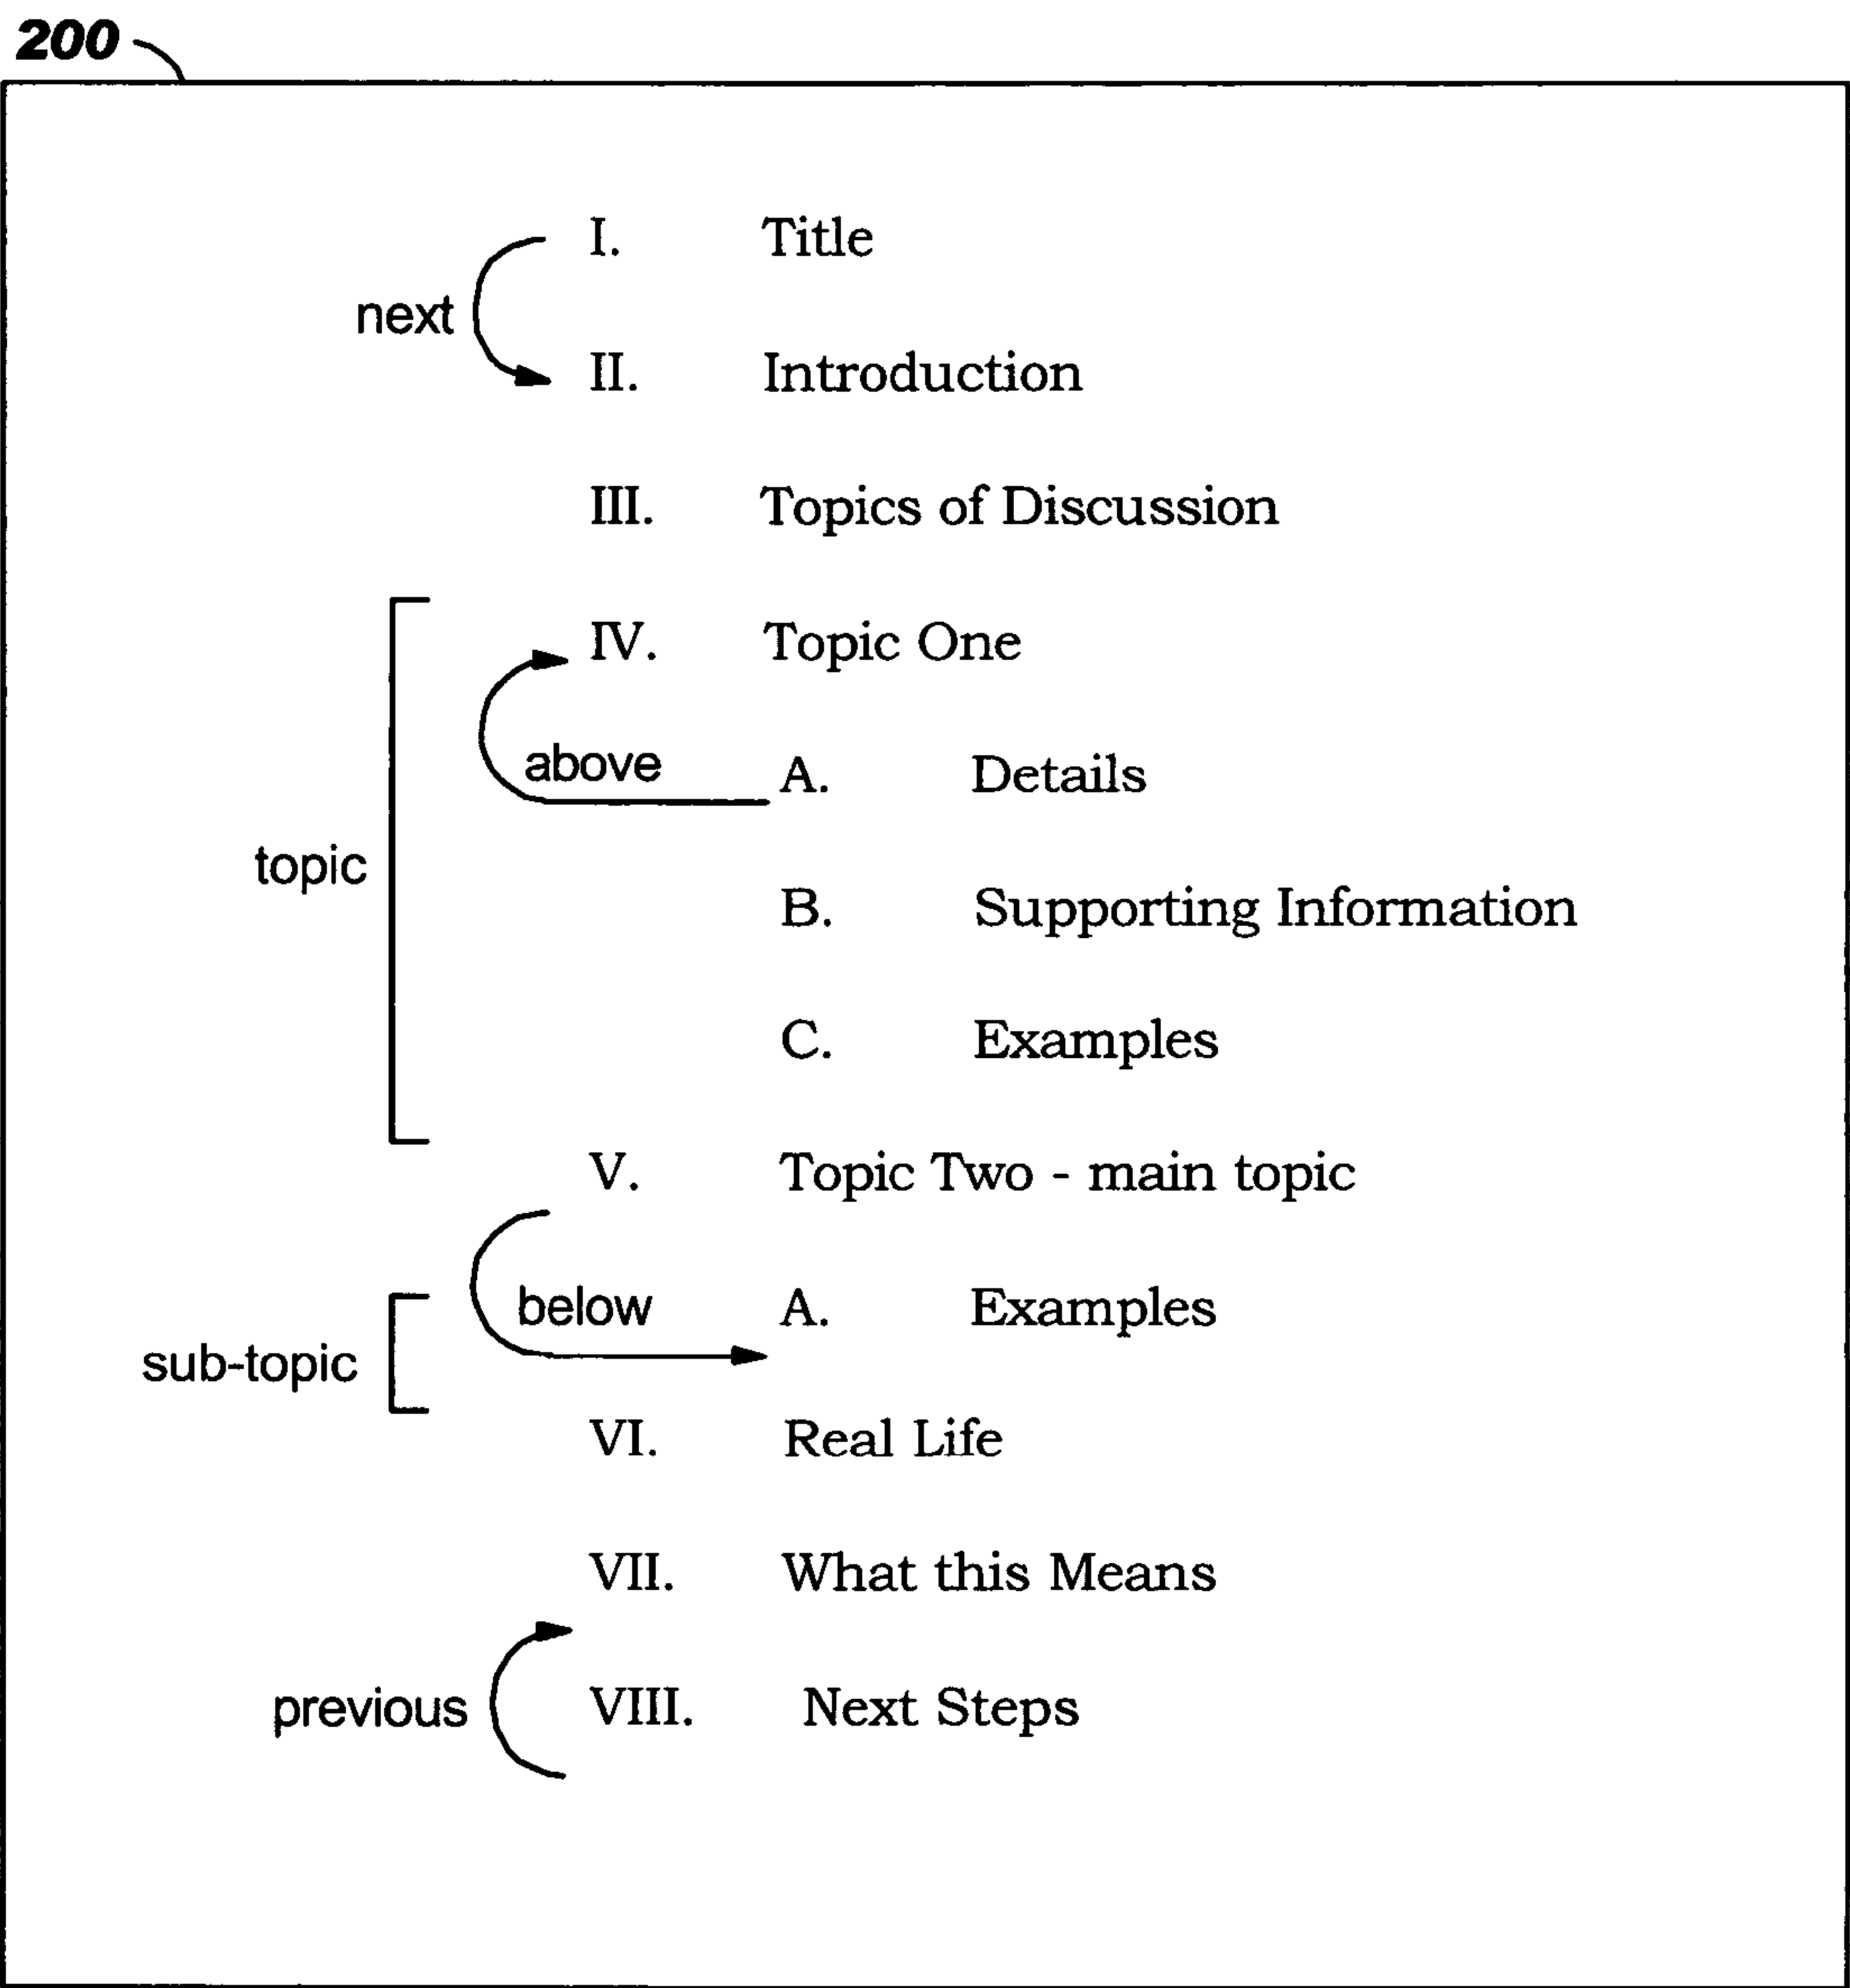 200
I. Title
next
II. Introduction
III. Topics of Discussion
IV. Topic One
above A. Details
topic
B. Supporting Information
C. Examples
V. Topic Two - main topic
below A. Examples
sub-topic
VI. Real Life
VII. What this Means
previous VIII. Next Steps